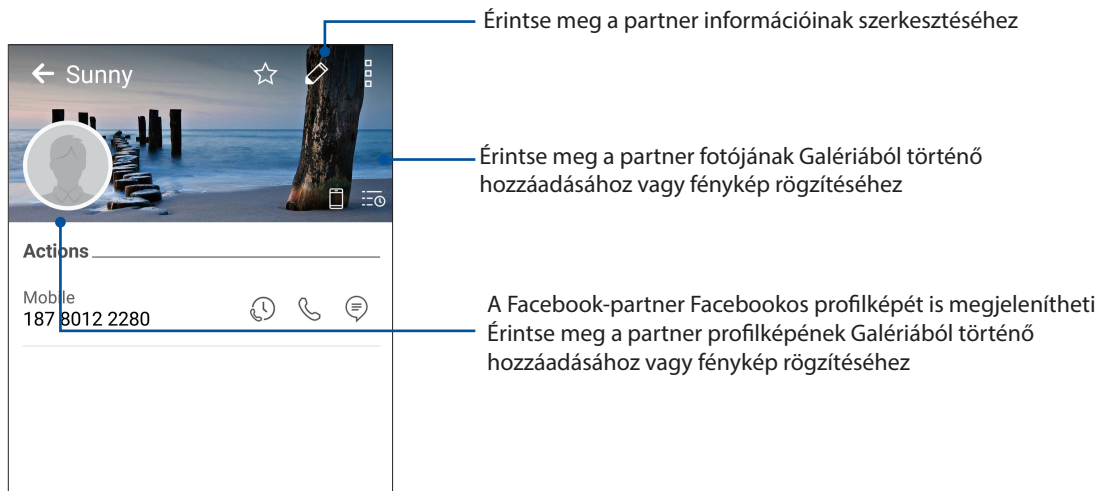 Érintse meg a partner információinak szerkesztéséhez
Sunny
Érintse meg a partner fotójának Galériából történő
hozzáadásához vagy fénykép rögzítéséhez
Actions
Mobile
187 8012 2280
A Facebook-partner Facebookos profilképét is megjelenítheti
Érintse meg a partner profilképének Galériából történő
hozzáadásához vagy fénykép rögzítéséhez